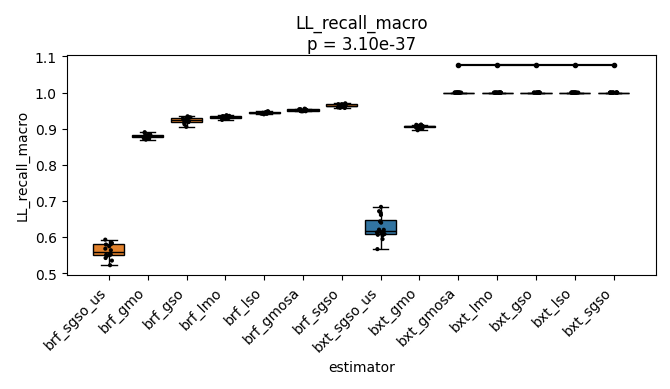 LL_recall_macro
p = 3.10e-37
LL_recall_macro
1.1
1.0
0.9
0.8
0.7
0.6
0.5
brf_sgso_us
brf_gmo
brf_gso
brf_lmo
brf_lso
brf_gmosa
brf_sgso
bxt_sgso_us
bxt_gmo
bxt_gmosa
bxt_lmo
bxt_gso
bxt_lso
bxt_sgso
estimator